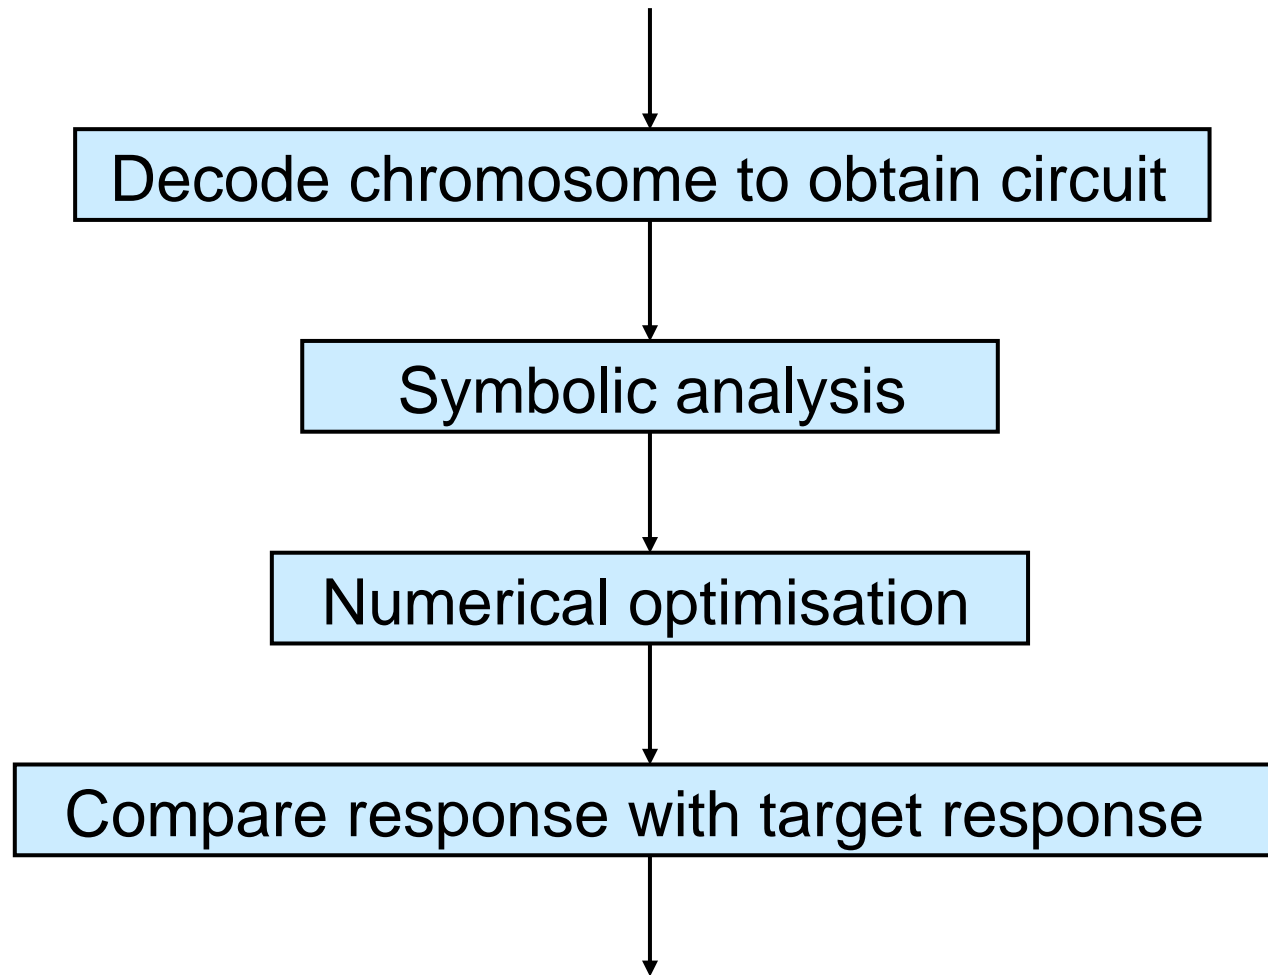 Decode chromosome to obtain circuit
Symbolic analysis
Numerical optimisation
Compare response with target response